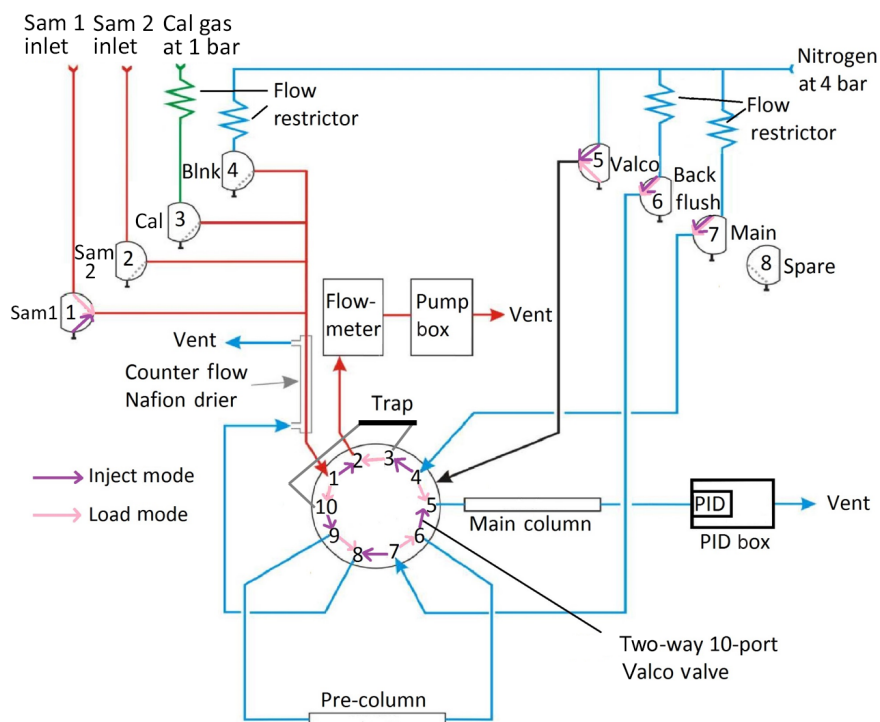 Sam 1
inlet
Sam 2
inlet
Cal gas
at 1 bar
Nitrogen
at 4 bar
Flow
restrictor
Flow
restrictor
Blnk
4
Cal
3
Sam
2
2
Sam1
1
5
Valco
6
Back
flush
7
Main
8
Spare
Flow-
meter
Pump
box
Vent
Vent
Counter flow
Nafion drier
Trap
Inject mode
Load mode
1
2
3
4
5
6
7
8
9
10
Main column
PID
PID box
Vent
Two-way 10-port
Valco valve
Pre-column